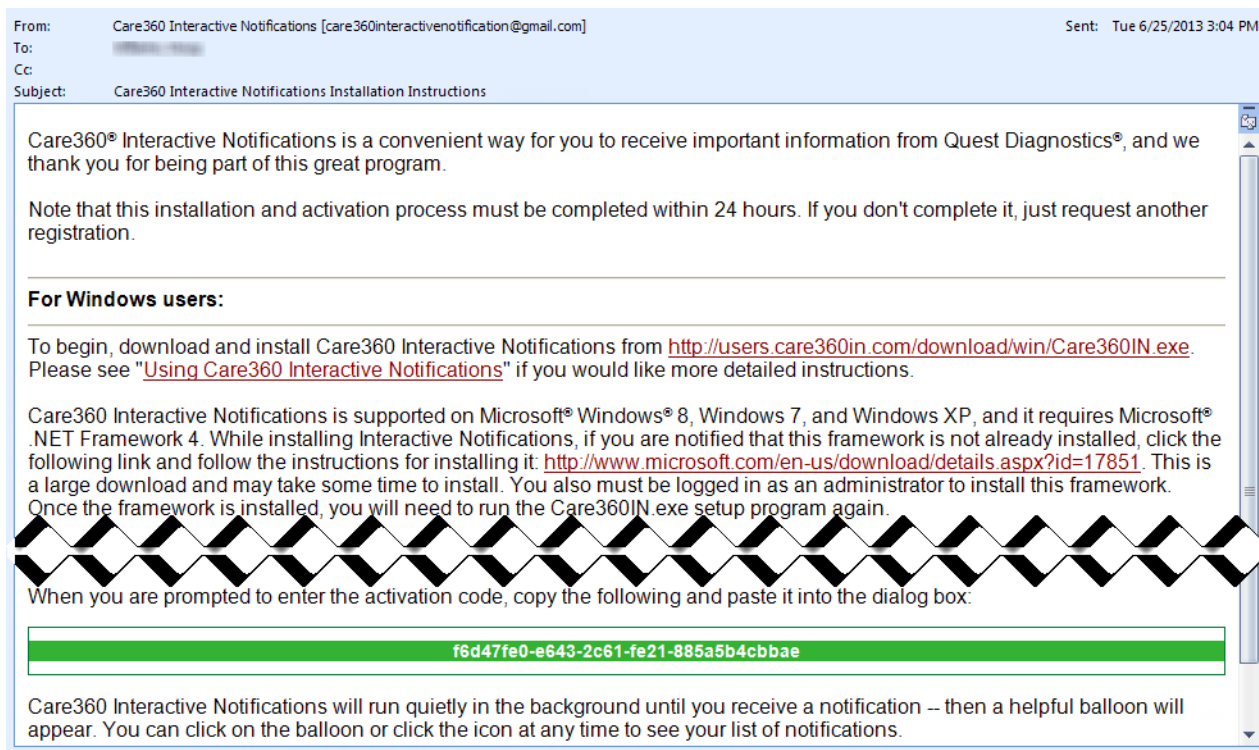 From: Care360 Interactive Notifications [care360interactivenotification@gmail.com] Sent: Tue 6/25/2013 3:04 PM
To:
Cc:
Subject: Care360 Interactive Notifications Installation Instructions
Care360® Interactive Notifications is a convenient way for you to receive important information from Quest Diagnostics®, and we
thank you for being part of this great program.
Note that this installation and activation process must be completed within 24 hours. If you don't complete it, just request another
registration.
For Windows users:
To begin, download and install Care360 Interactive Notifications from http://users.care360in.com/download/win/Care360IN.exe.
Please see "Using Care360 Interactive Notifications" if you would like more detailed instructions.
Care360 Interactive Notifications is supported on Microsoft® Windows® 8, Windows 7, and Windows XP, and it requires Microsoft®
.NET Framework 4. While installing Interactive Notifications, if you are notified that this framework is not already installed, click the
following link and follow the instructions for installing it: http://www.microsoft.com/en-us/download/details.aspx?id=17851. This is
a large download and may take some time to install. You also must be logged in as an administrator to install this framework.
Once the framework is installed, you will need to run the Care360IN.exe setup program again.
When you are prompted to enter the activation code, copy the following and paste it into the dialog box:
f6d47fe0-e643-2c61-fe21-885a5b4cbbae
Care360 Interactive Notifications will run quietly in the background until you receive a notification -- then a helpful balloon will
appear. You can click on the balloon or click the icon at any time to see your list of notifications.